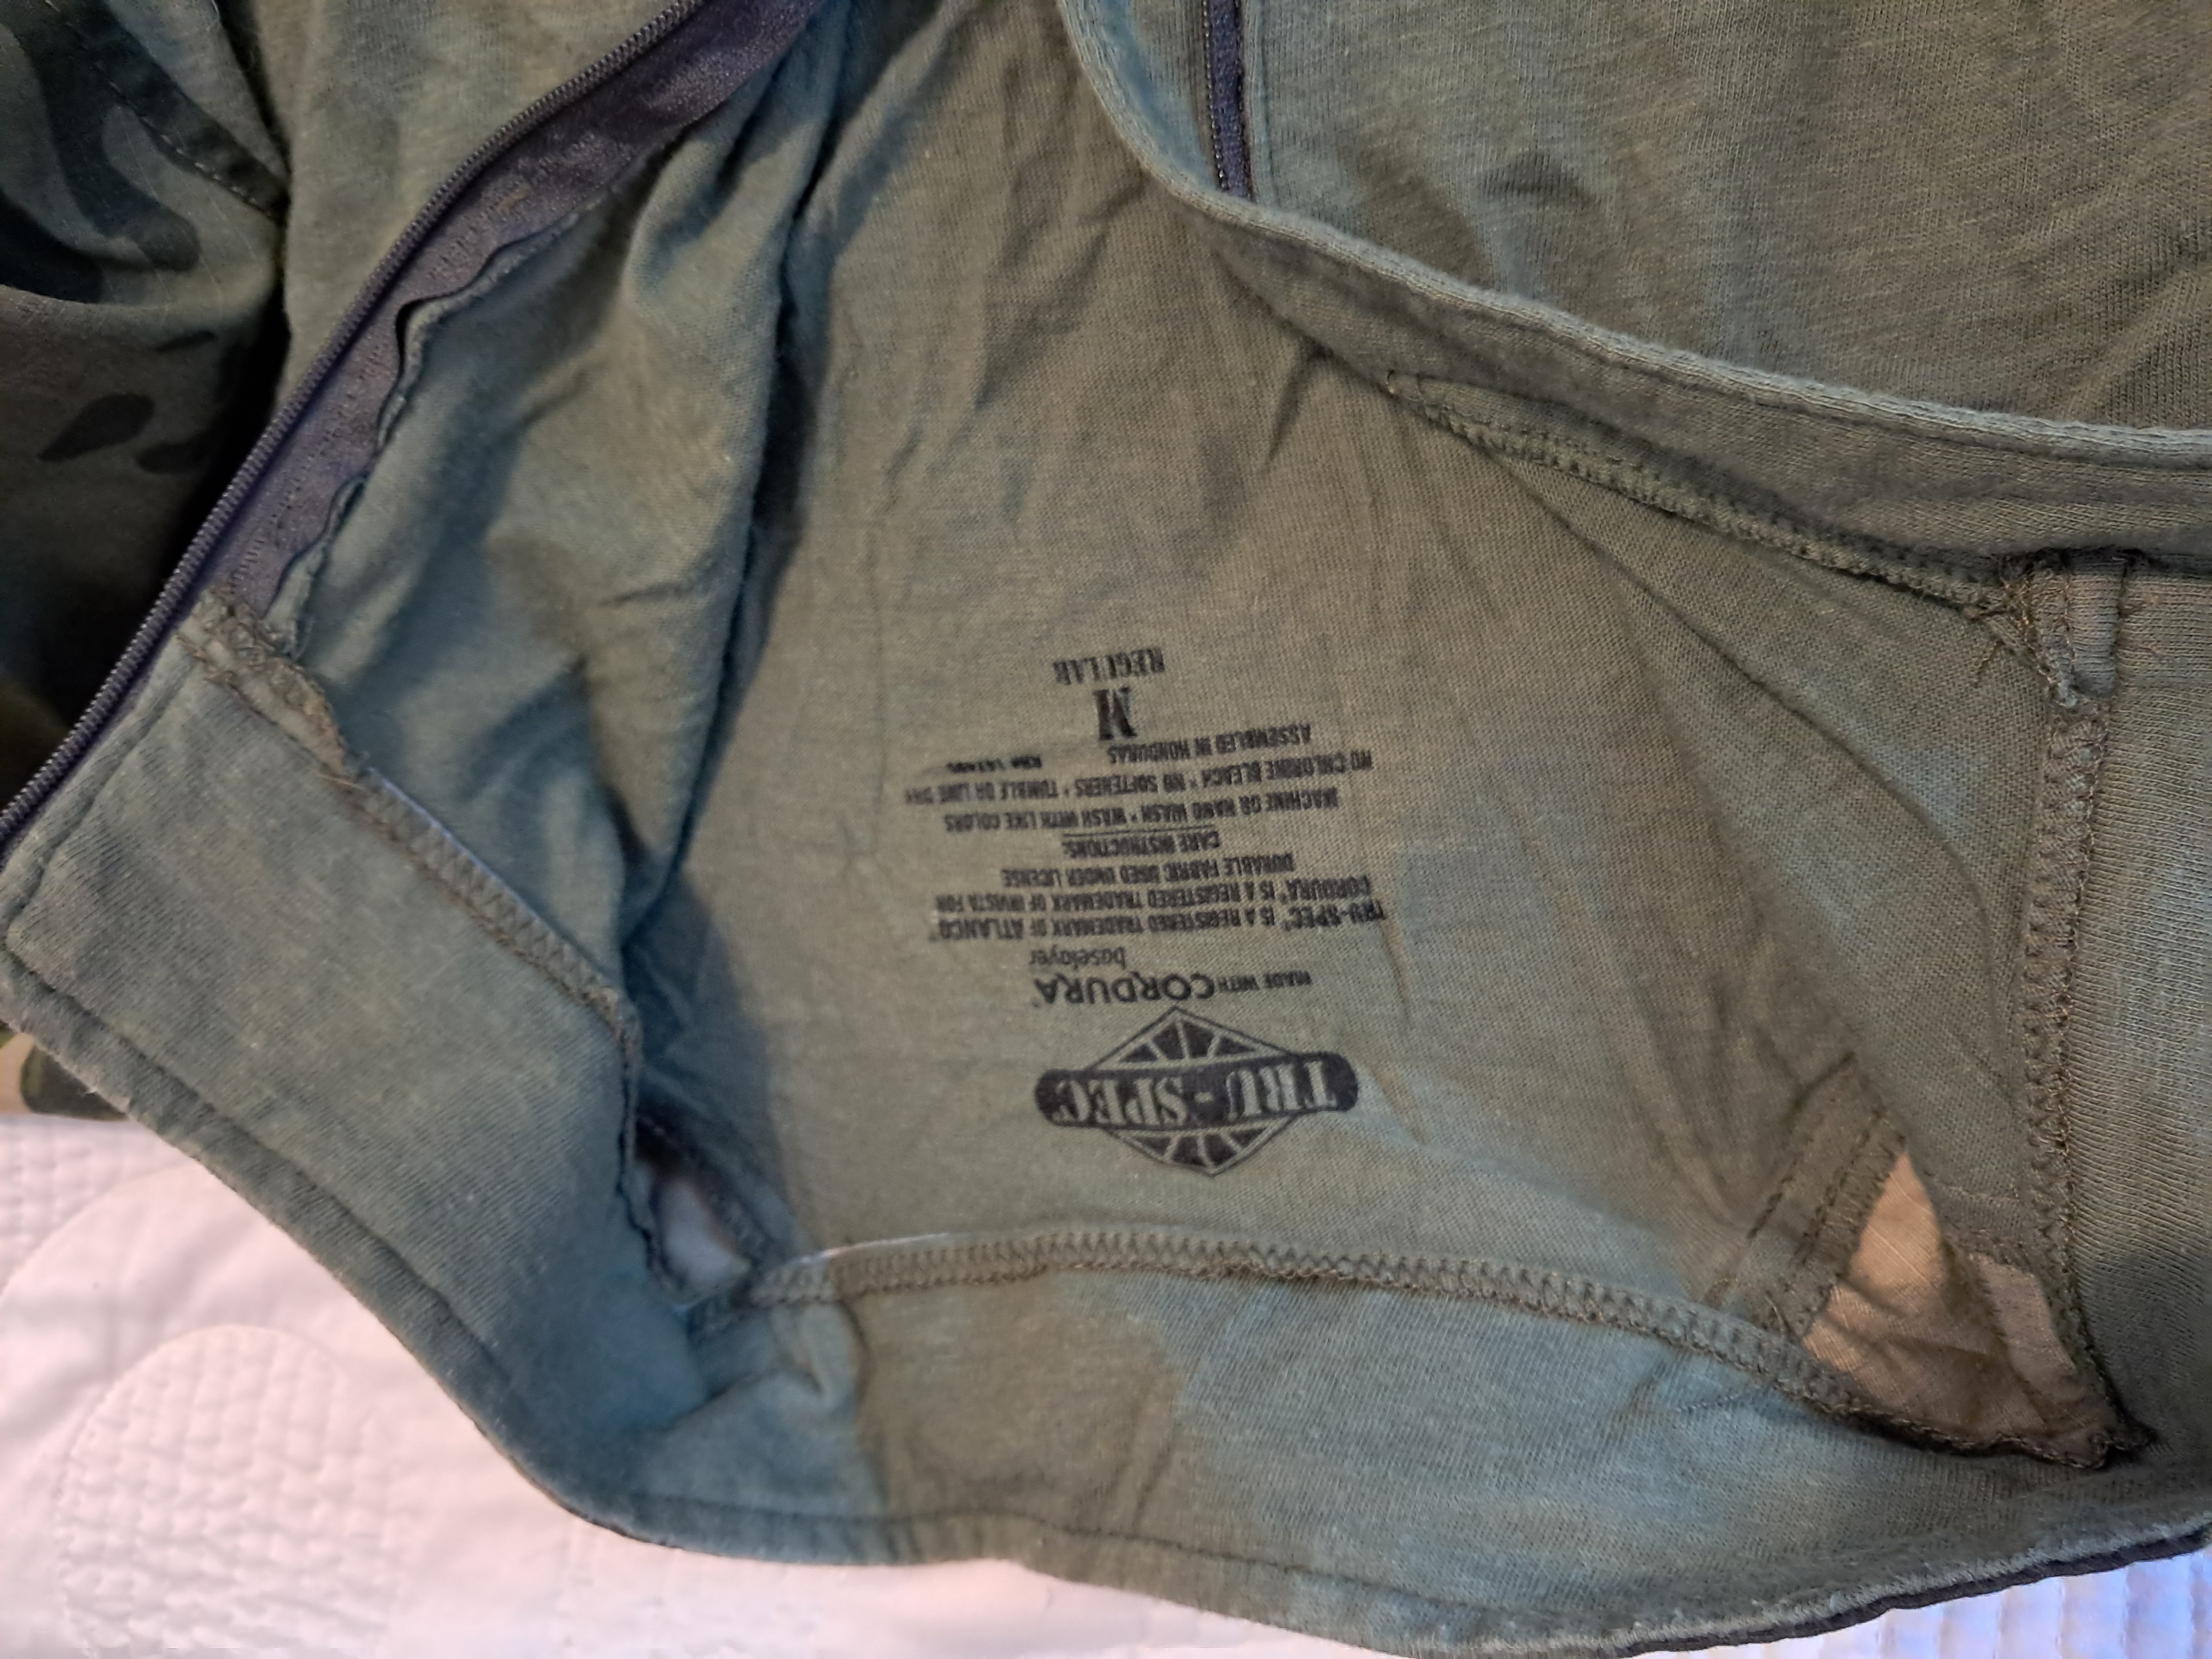 TRU-SPEC
MADE WITH CORDURA®
baselayer
TRU-SPEC® IS A REGISTERED TRADEMARK OF ATLANCO®
CORDURA® IS A REGISTERED TRADEMARK OF INVISTA FOR
DURABLE FABRIC USED UNDER LICENSE
CARE INSTRUCTIONS:
MACHINE OR HAND WASH * WASH WITH LIKE COLORS
NO CHLORINE BLEACH * NO SOFTENERS * TUMBLE OR LINE DRY
ASSEMBLED IN HONDURAS
M
REGULAR